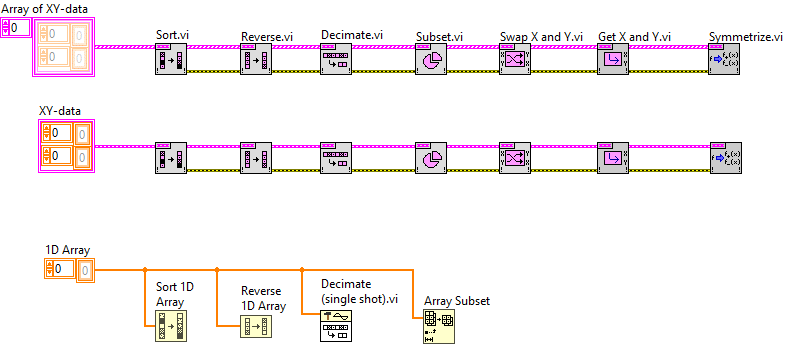 Array of XY-data
0
0 0
0 0
Sort.vi Reverse.vi Decimate.vi Subset.vi Swap X and Y.vi Get X and Y.vi Symmetrize.vi
XY-data
0 0
0 0
1D Array
0 0
Sort 1D
Array
Reverse
1D Array
Decimate
(single shot).vi
Array Subset